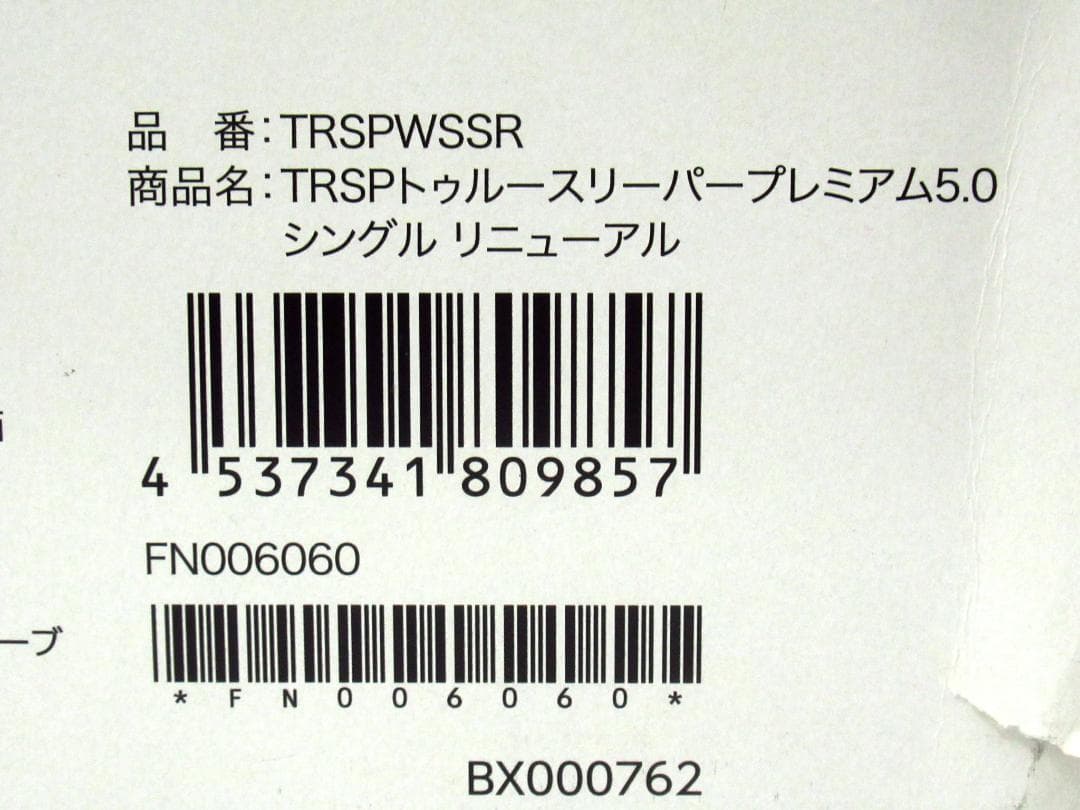 品　番：TRSPWSSR
商品名：TRSPトゥルースリーパープレミアム5.0
シングル リニューアル
4 537341 809857
FN006060
ーブ
*FN006060*
BX000762